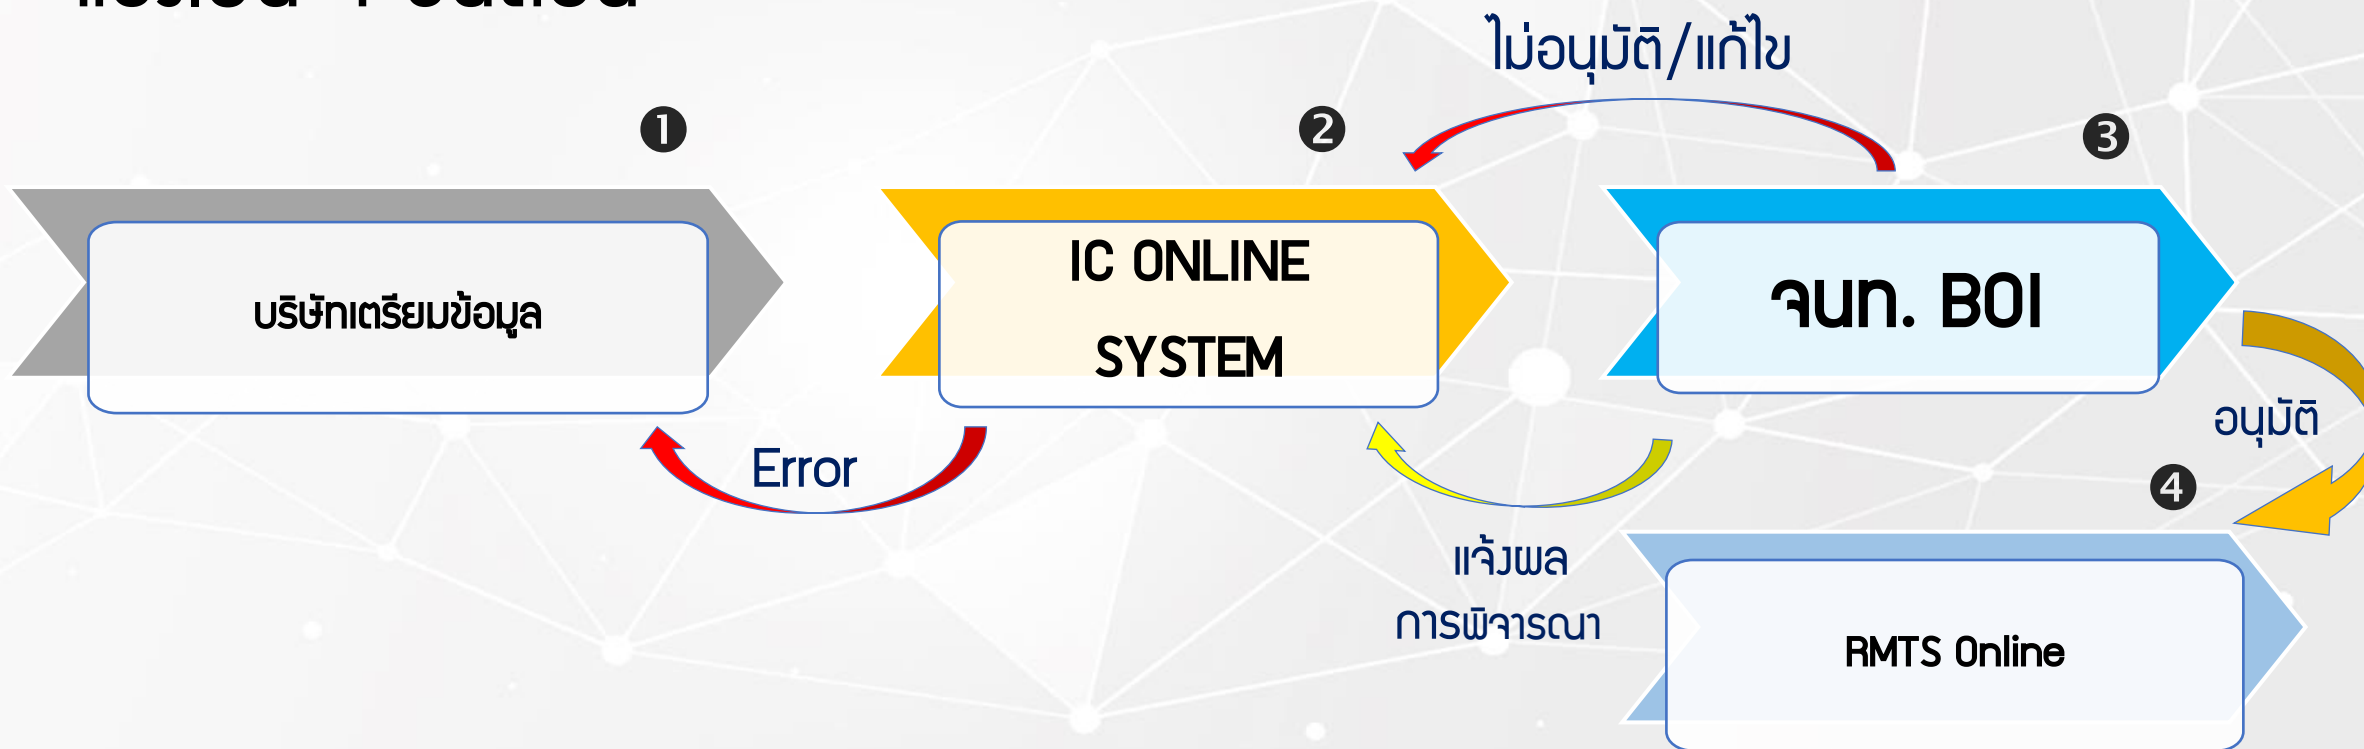 ไม่อนุมัติ/แก้ไข
❶
❷
❸
บริษัทเตรียมข้อมูล
IC ONLINE
SYSTEM
จนท. BOI
Error
อนุมัติ
❹
แจ้งผล
การพิจารณา
RMTS Online